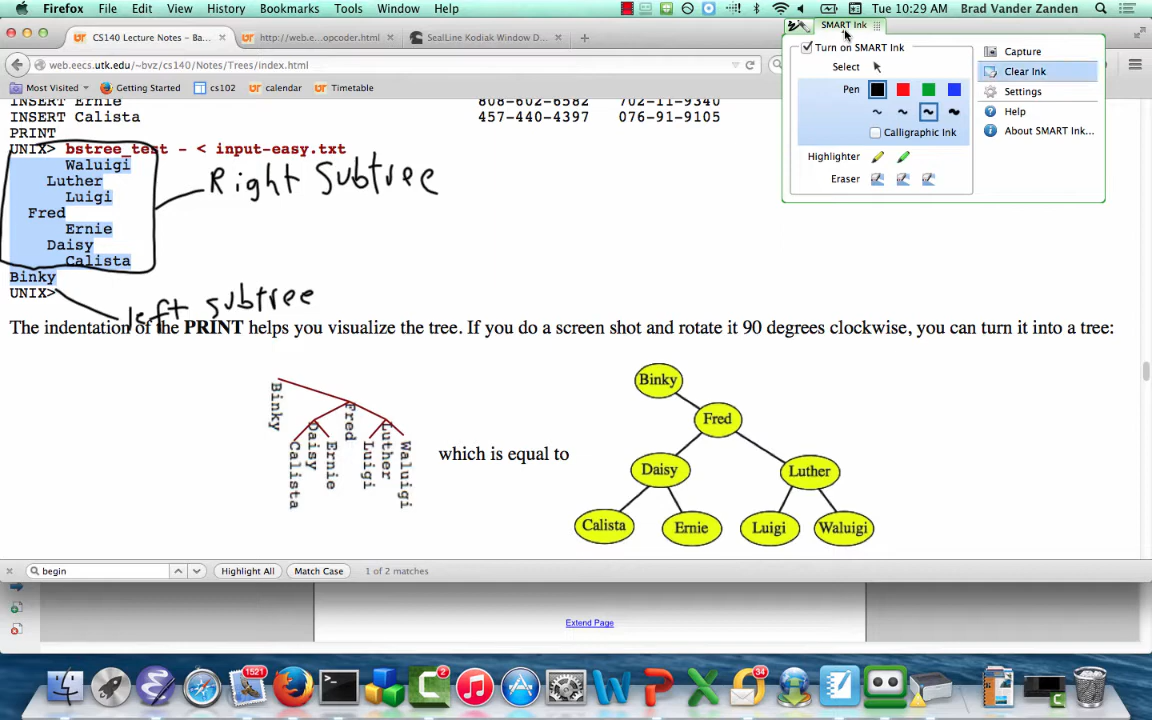 Firefox File Edit View History Bookmarks Tools Window Help Tue 10:29 AM Brad Vander Zanden
SMART Ink
CS140 Lecture Notes - Ba... http://web.e...opcoder.html SealLine Kodiak Window D...
web.eecs.utk.edu/~bvz/cs140/Notes/Trees/index.html
Most Visited Getting Started cs102 calendar Timetable
Turn on SMART Ink
Select
Pen
Calligraphic Ink
Highlighter
Eraser
Capture
Clear Ink
Settings
Help
About SMART Ink...
INSERT Ernie 808-602-6582 702-11-9340
INSERT Calista 457-440-4397 076-91-9105
PRINT
UNIX> bstree_test - < input-easy.txt
Waluigi
Luther
Luigi
Fred
Ernie
Daisy
Calista
Binky
UNIX>
Right Subtree
left subtree
The indentation of the PRINT helps you visualize the tree. If you do a screen shot and rotate it 90 degrees clockwise, you can turn it into a tree:
Binky
Calista
Daisy
Ernie
Fred
Luigi
Luther
Waluigi
which is equal to
Binky
Fred
Daisy Luther
Calista Ernie Luigi Waluigi
begin Highlight All Match Case 1 of 2 matches
Extend Page
1521 2 34